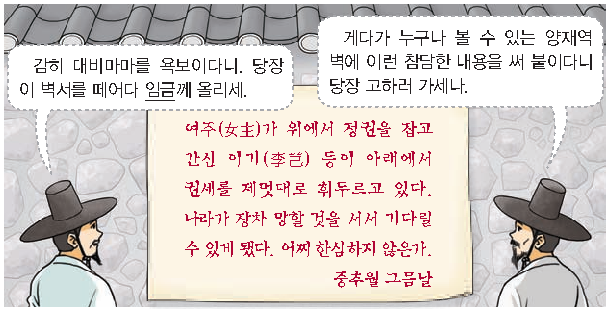 감히 대비마마를 욕보이다니. 당장
이 벽서를 떼어다 임금께 올리세.
게다가 누구나 볼 수 있는 양재역
벽에 이런 참담한 내용을 써 붙이다니
당장 고하러 가세나.
여주(女主)가 위에서 정권을 잡고
간신 이기(李芑) 등이 아래에서
권세를 제멋대로 휘두르고 있다.
나라가 장차 망할 것을 서서 기다릴
수 있게 됐다. 어찌 한심하지 않은가.
중추월 그믐날